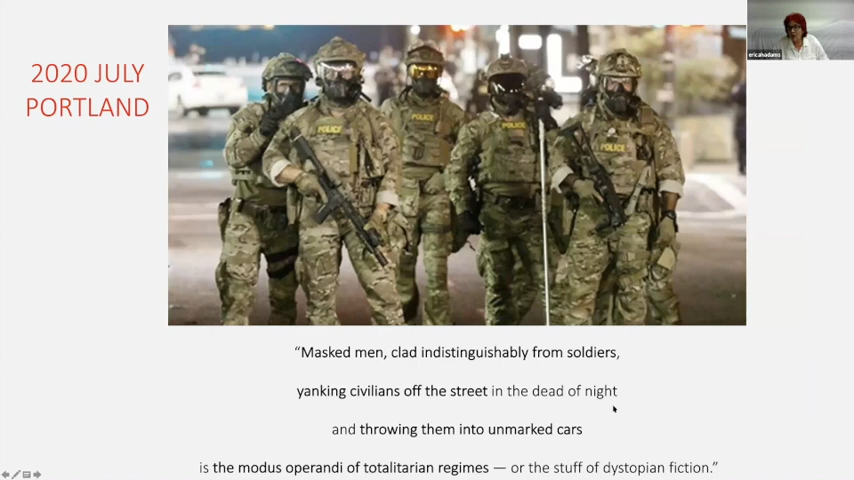 2020 JULY
PORTLAND
POLICE
POLICE
POLICE
POLICE
ericahadams
“Masked men, clad indistinguishably from soldiers,
yanking civilians off the street in the dead of night
and throwing them into unmarked cars
is the modus operandi of totalitarian regimes — or the stuff of dystopian fiction.”